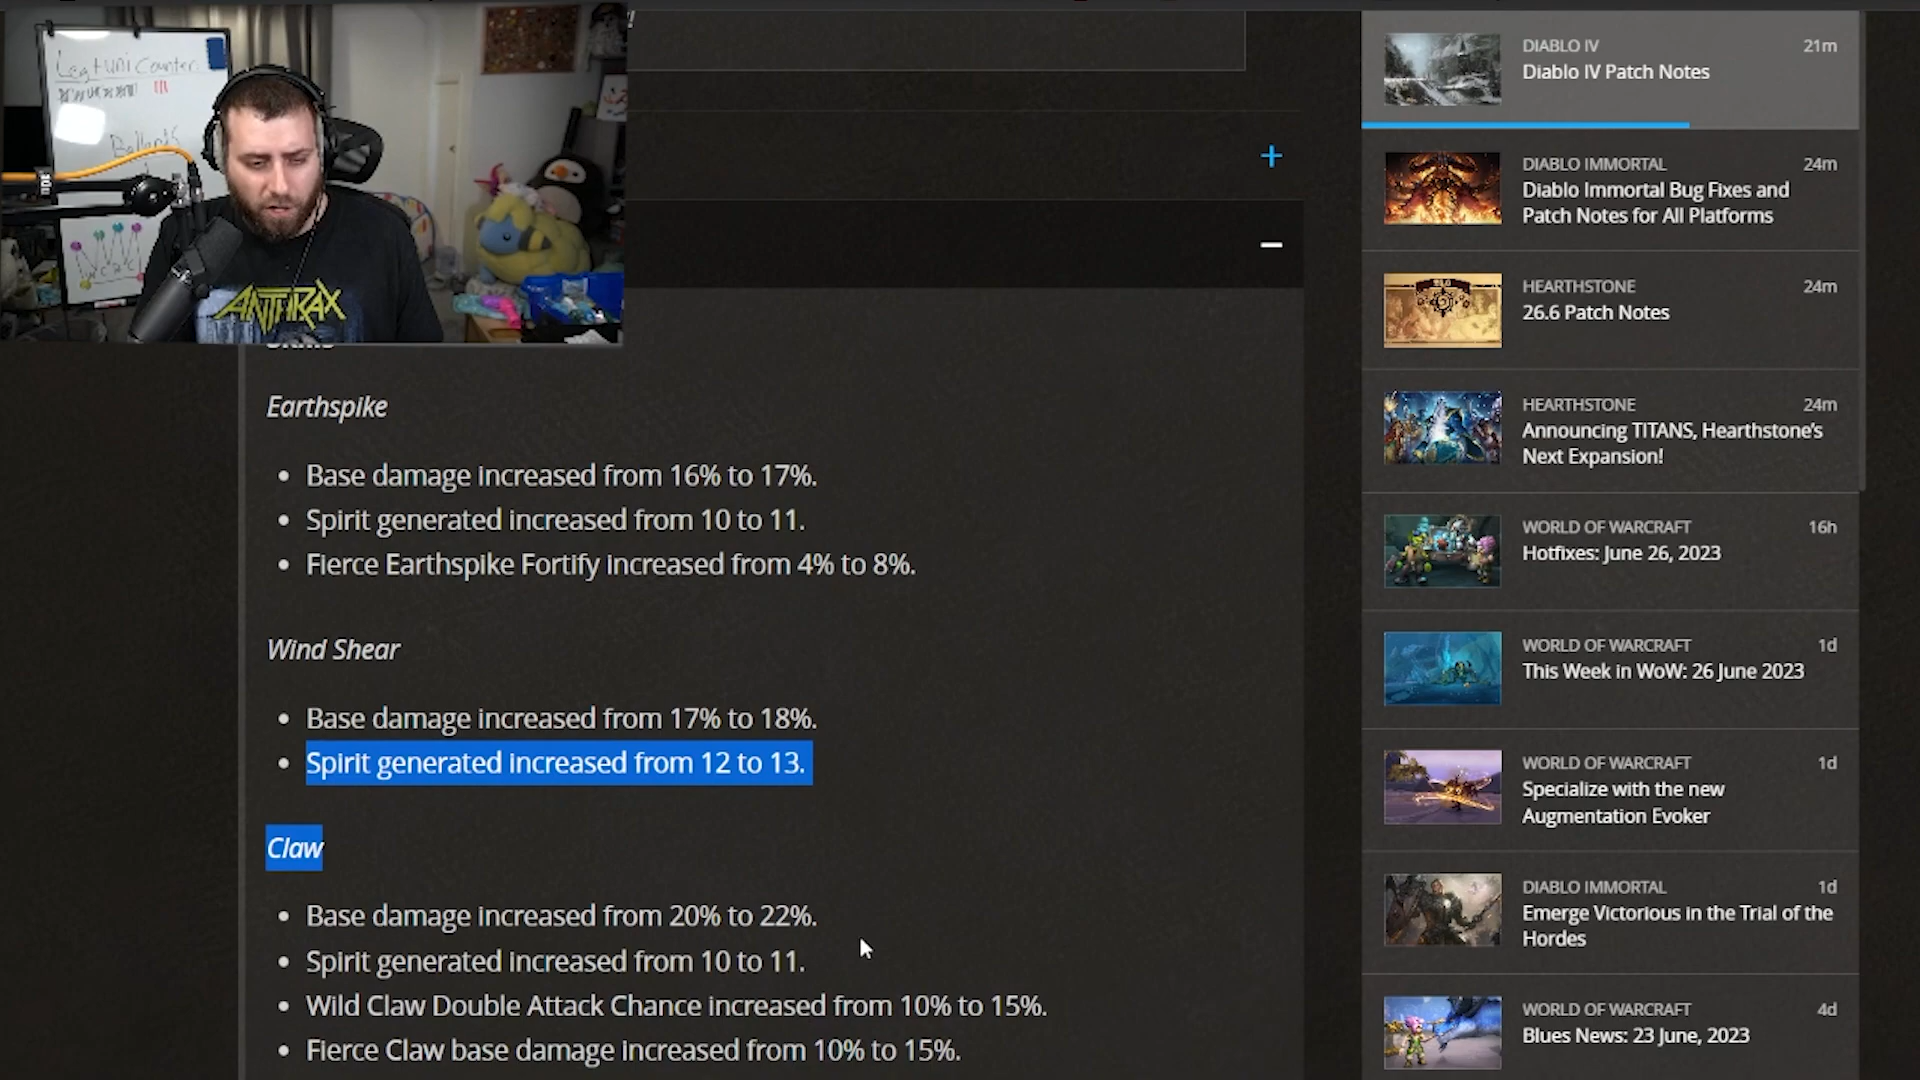 Leg + uni Counter
ANTHRAX
Earthspike
Base damage increased from 16% to 17%.
Spirit generated increased from 10 to 11.
Fierce Earthspike Fortify increased from 4% to 8%.
Wind Shear
Base damage increased from 17% to 18%.
Spirit generated increased from 12 to 13.
Claw
Base damage increased from 20% to 22%.
Spirit generated increased from 10 to 11.
Wild Claw Double Attack Chance increased from 10% to 15%.
Fierce Claw base damage increased from 10% to 15%.
DIABLO IV 21m
Diablo IV Patch Notes
DIABLO IMMORTAL 24m
Diablo Immortal Bug Fixes and
Patch Notes for All Platforms
HEARTHSTONE 24m
26.6 Patch Notes
HEARTHSTONE 24m
Announcing TITANS, Hearthstone's
Next Expansion!
WORLD OF WARCRAFT 16h
Hotfixes: June 26, 2023
WORLD OF WARCRAFT 1d
This Week in WoW: 26 June 2023
WORLD OF WARCRAFT 1d
Specialize with the new
Augmentation Evoker
DIABLO IMMORTAL 1d
Emerge Victorious in the Trial of the
Hordes
WORLD OF WARCRAFT 4d
Blues News: 23 June, 2023